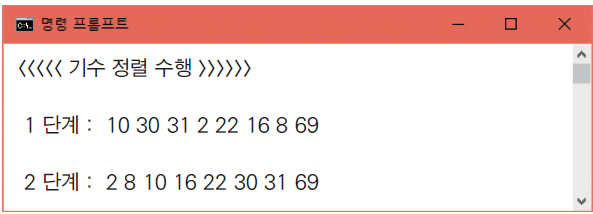 명령 프롬프트
<<<<< 기수 정렬 수행 >>>>>>
1 단계 : 10 30 31 2 22 16 8 69
2 단계 : 2 8 10 16 22 30 31 69